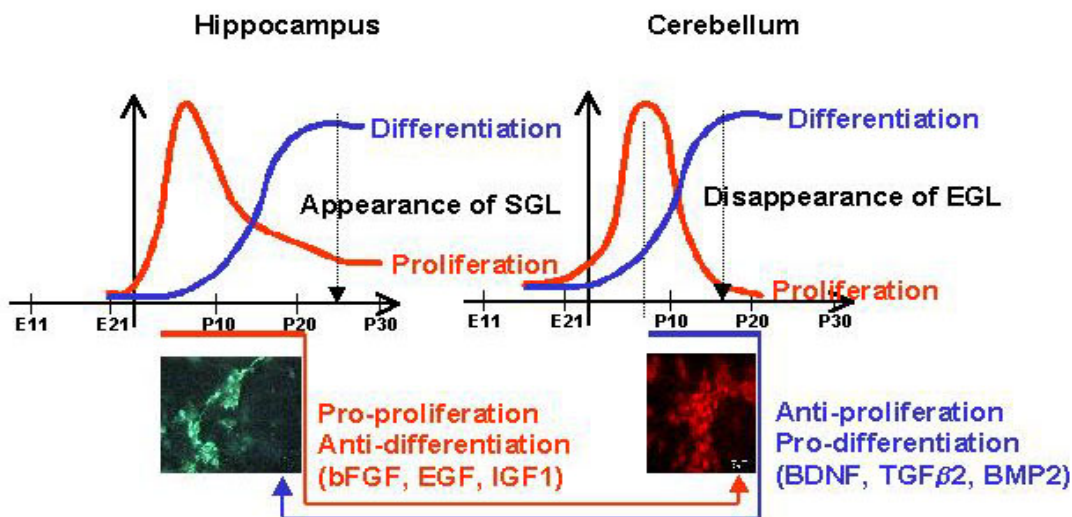 Hippocampus
Cerebellum
Differentiation
Differentiation
Appearance of SGL
Disappearance of EGL
Proliferation
Proliferation
E11 E21 P10 P20 P30
E11 E21 P10 P20 P30
Pro-proliferation
Anti-differentiation
(bFGF, EGF, IGF1)
Anti-proliferation
Pro-differentiation
(BDNF, TGFβ2, BMP2)